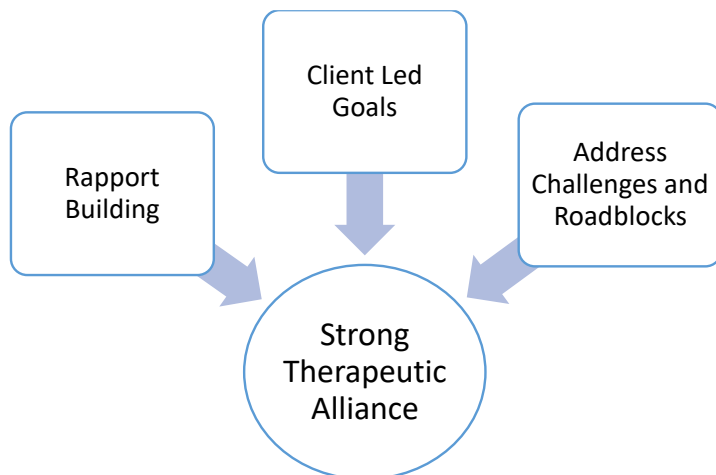 Client Led
Goals
Rapport
Building
Address
Challenges and
Roadblocks
Strong
Therapeutic
Alliance